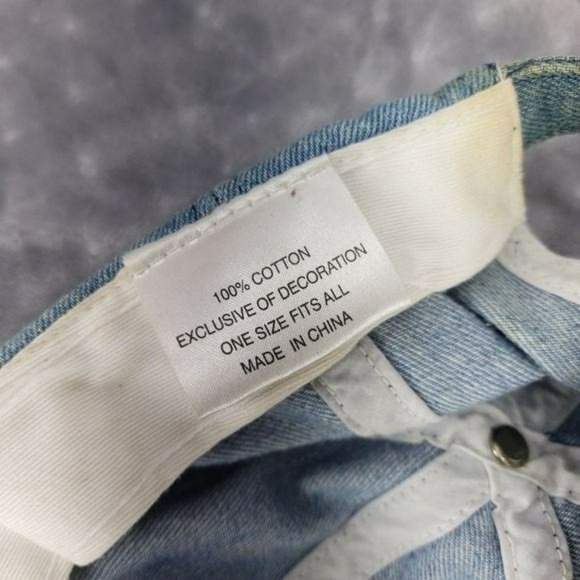 100% COTTON
EXCLUSIVE OF DECORATION
ONE SIZE FITS ALL
MADE IN CHINA